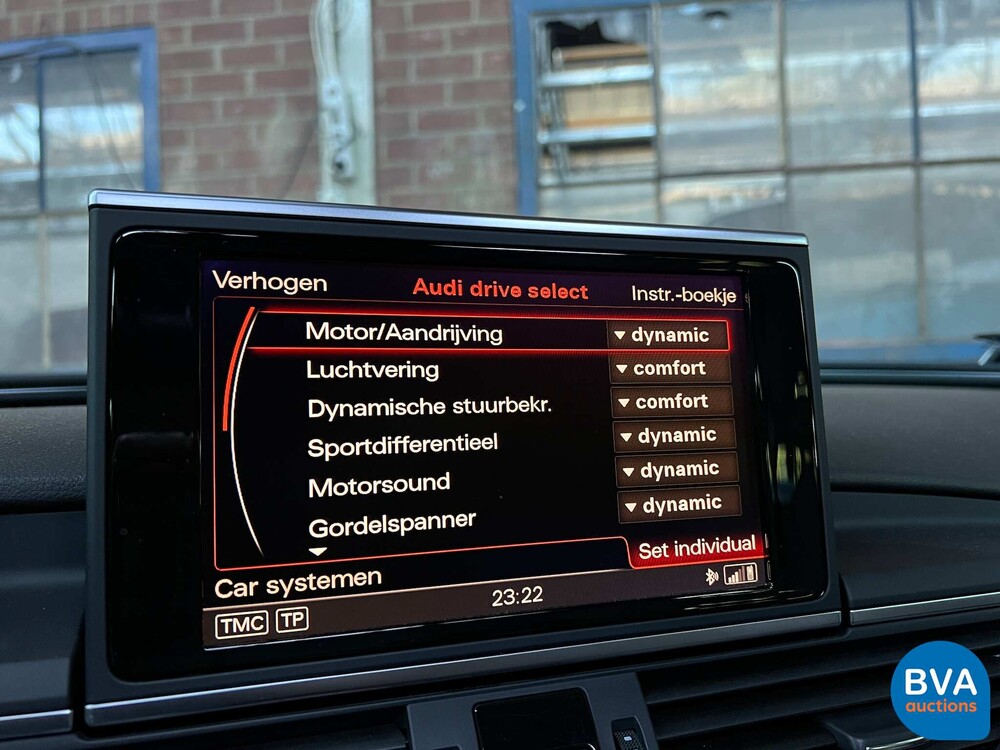 Verhogen Audi drive select Instr.-boekje
Motor/Aandrijving dynamic
Luchtvering comfort
Dynamische stuurbekr. comfort
Sportdifferentieel dynamic
Motorsound dynamic
Gordelspanner dynamic
Set individual
Car systemen
TMC TP 23:22
BVA
auctions